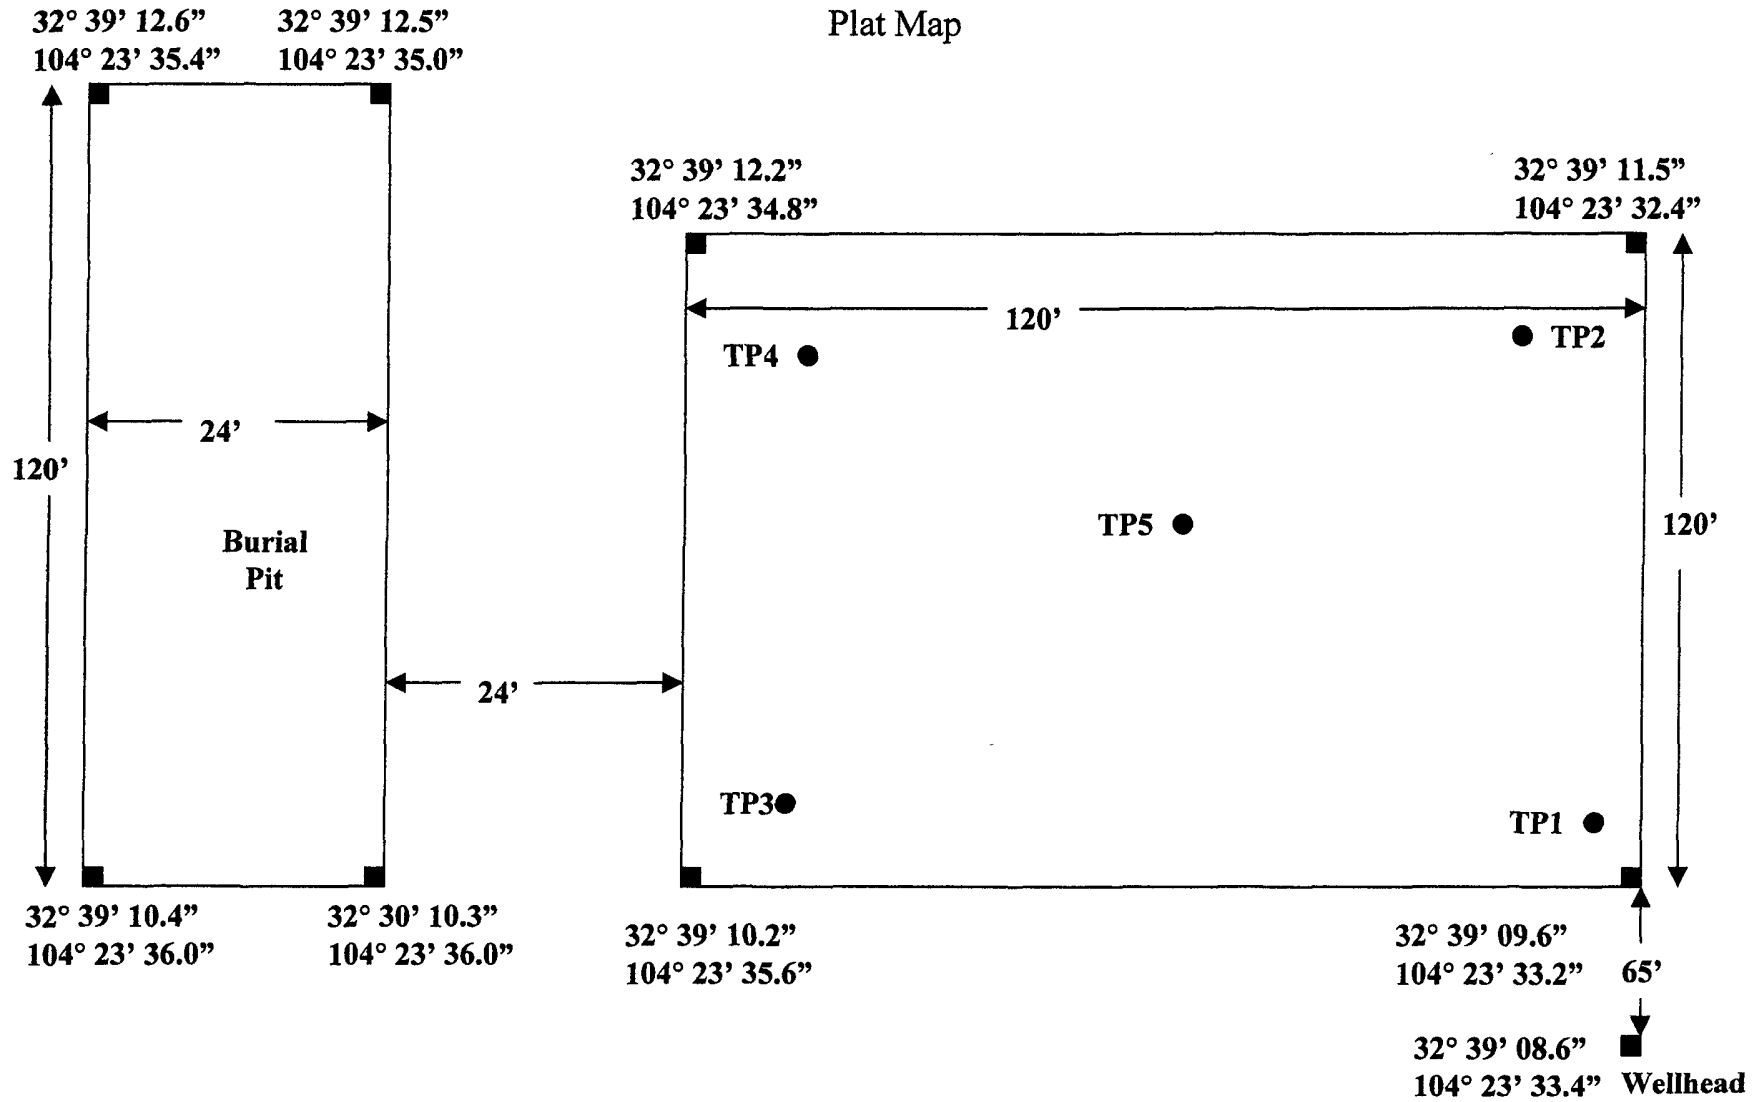 Plat Map
32° 39’ 12.6”
104° 23’ 35.4”
32° 39’ 12.5”
104° 23’ 35.0”
32° 39’ 12.2”
104° 23’ 34.8”
32° 39’ 11.5”
104° 23’ 32.4”
120’
TP4
TP2
24’
120’
TP5
120’
Burial
Pit
24’
TP3
TP1
32° 39’ 10.4”
104° 23’ 36.0”
32° 30’ 10.3”
104° 23’ 36.0”
32° 39’ 10.2”
104° 23’ 35.6”
32° 39’ 09.6”
104° 23’ 33.2”
65’
32° 39’ 08.6”
104° 23’ 33.4”
Wellhead